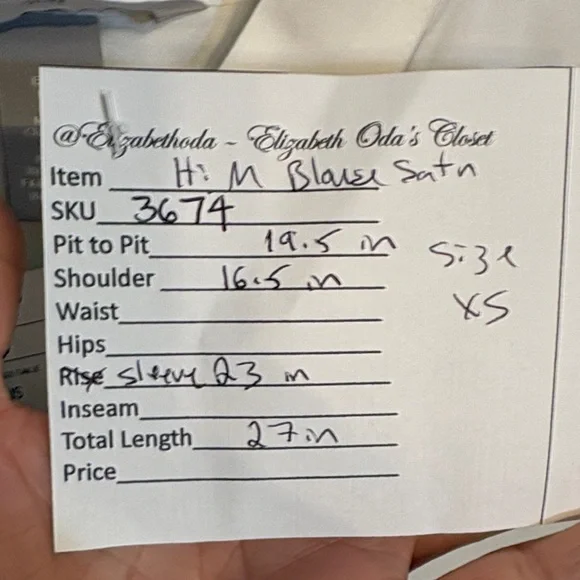 @Elizabethoda ~ Elizabeth Oda's Closet
Item H:M Blouse Satn
SKU 3674
Pit to Pit 19.5 in
Size
XS
Shoulder 16.5 in
Waist
Hips
Rise sleeve 23 in
Inseam
Total Length 27 in
Price